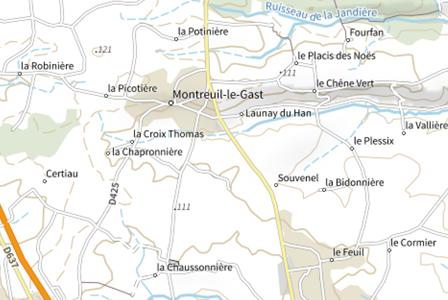 Ruisseau de la Jandière
la Potinière
Fourfan
.121
le Placis des Noës
la Robinière
.111
le Chêne Vert
la Picotière
Montreuil-le-Gast
Launay du Han
la Vallière
la Croix Thomas
le Plessix
la Chapronnière
Certiau
Souvenel
la Bidonnière
D425
.111
D637
le Cormier
le Feuil
la Chaussonnière